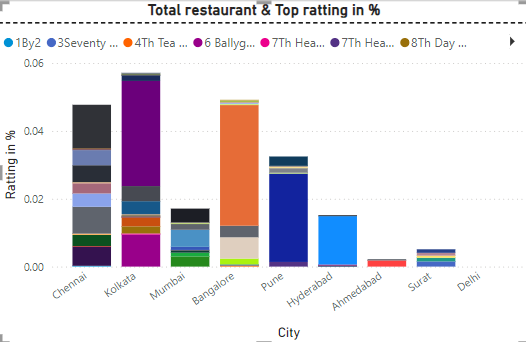 Total restaurant & Top ratting in %
1By2 3Seventy ... 4Th Tea ... 6 Ballyg... 7Th Hea... 7Th Hea... 8Th Day ...
0.06
0.04
0.02
0.00
Ratting in %
Chennai Kolkata Mumbai Bangalore Pune Hyderabad Ahmedabad Surat Delhi
City